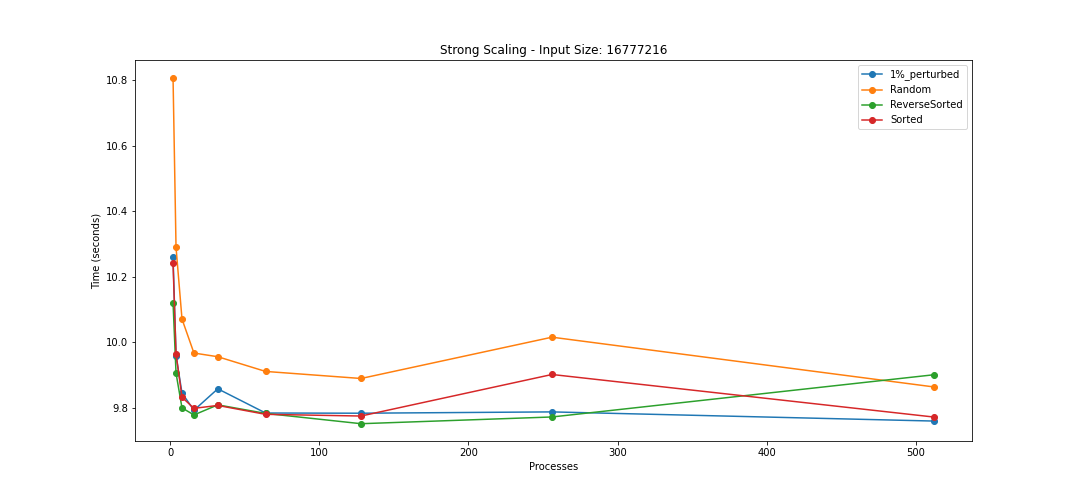 Strong Scaling - Input Size: 16777216
1%_perturbed
Random
ReverseSorted
Sorted
Time (seconds)
10.8
10.6
10.4
10.2
10.0
9.8
0
100
200
300
400
500
Processes